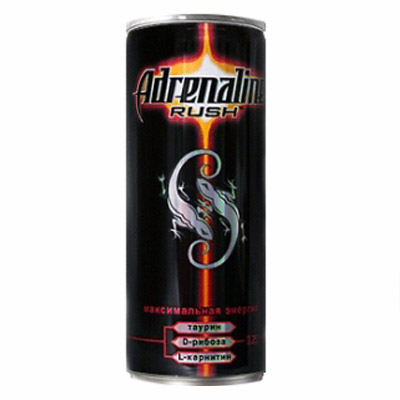 Adrenaline
RUSH
максимальная энергия
таурин
D-рибоза
L-карнитин